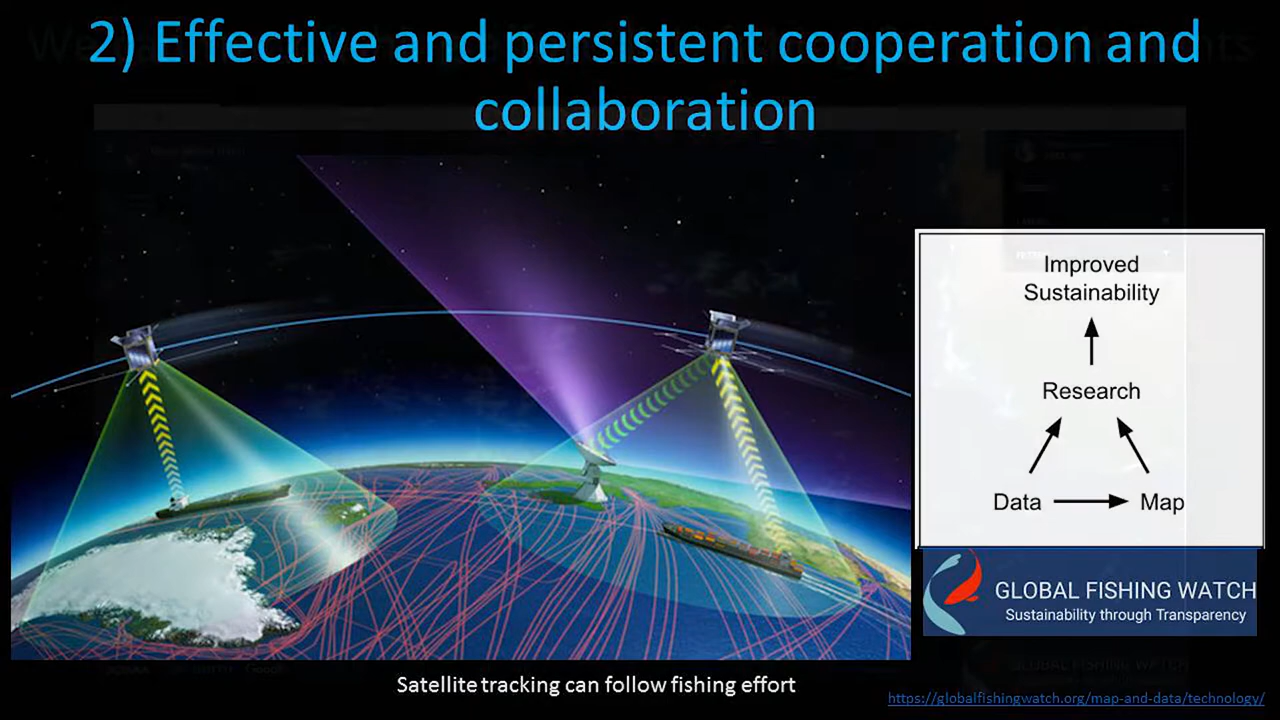 2) Effective and persistent cooperation and
collaboration
Improved
Sustainability
Research
Data
Map
GLOBAL FISHING WATCH
Sustainability through Transparency
Satellite tracking can follow fishing effort
https://globalfishingwatch.org/map-and-data/technology/